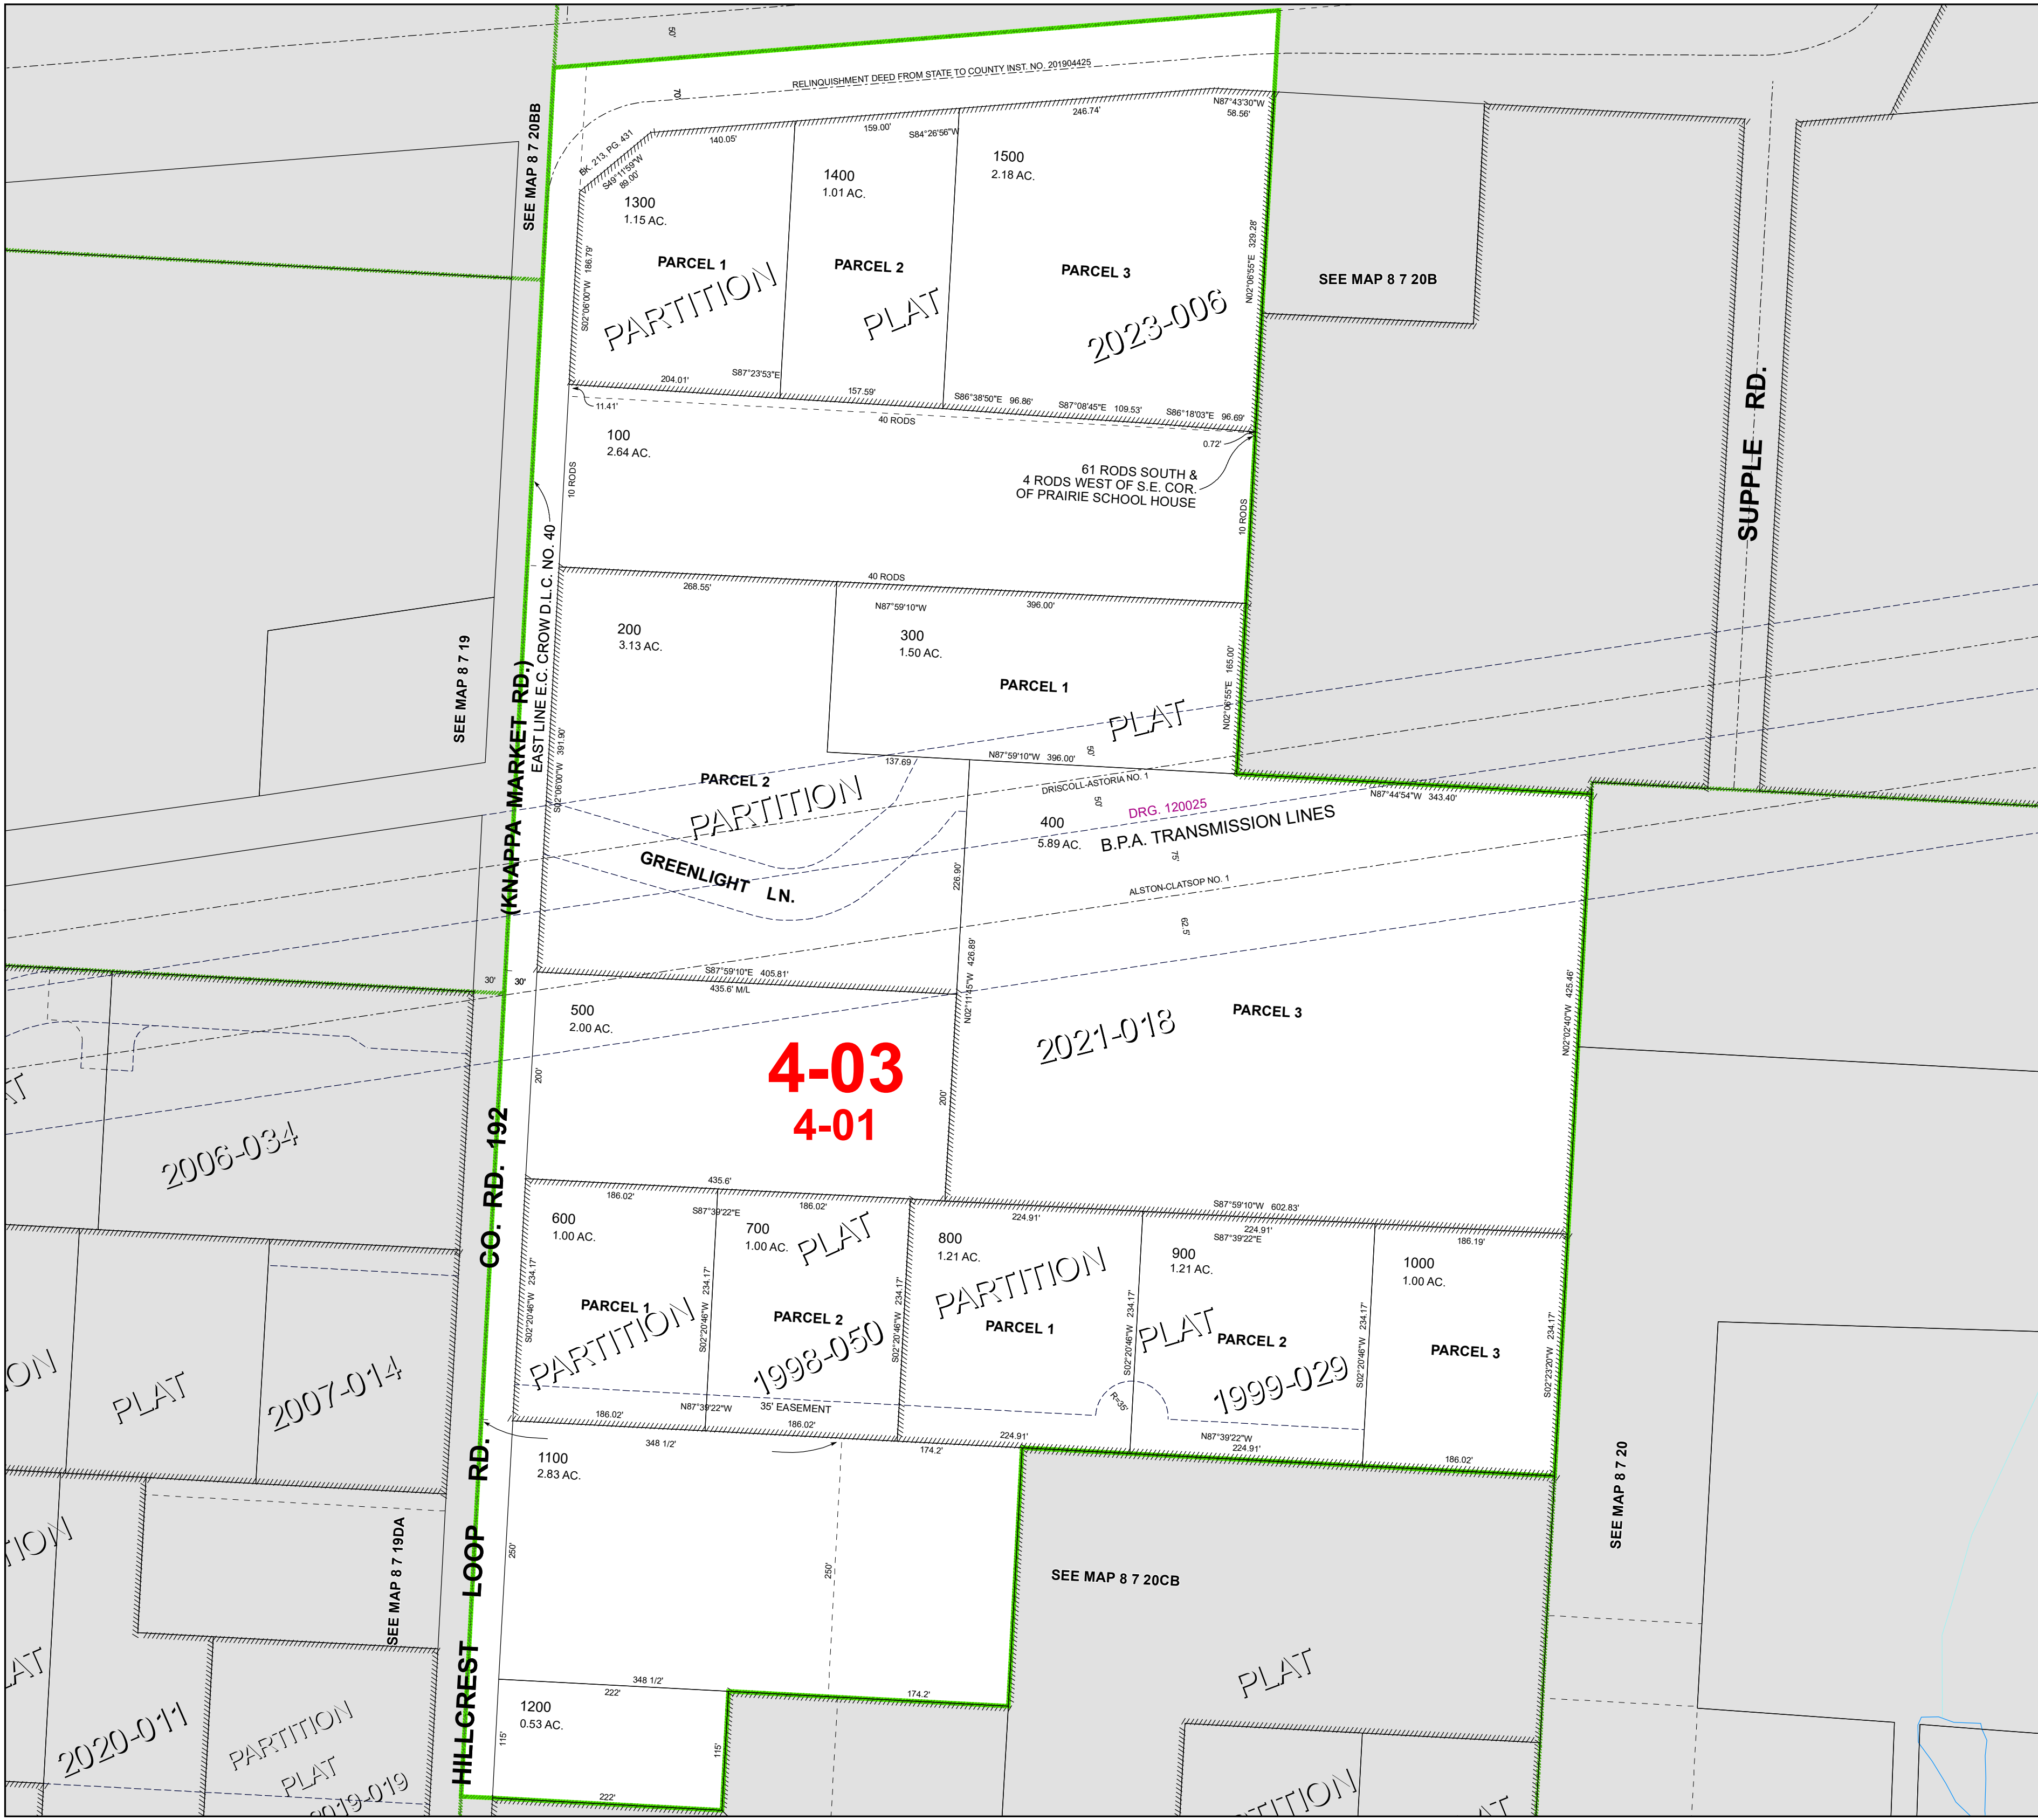 50'
RELINQUISHMENT DEED FROM STATE TO COUNTY INST. NO. 201904425
70'
SEE MAP 8 7 20BB
BK. 213, PG. 431
S49°11'59"W
89.00'
140.05'
159.00'
S84°26'56"W
246.74'
N87°43'30"W
58.56'
1300
1.15 AC.
1400
1.01 AC.
1500
2.18 AC.
PARCEL 1
PARCEL 2
PARCEL 3
PARTITION
PLAT
2023-006
S02°06'00"W 186.79'
N02°06'55"E 329.28'
SEE MAP 8 7 20B
204.01'
S87°23'53"E
157.59'
S86°38'50"E 96.86'
S87°08'45"E 109.53'
S86°18'03"E 96.69'
11.41'
40 RODS
0.72'
100
2.64 AC.
10 RODS
61 RODS SOUTH &
4 RODS WEST OF S.E. COR.
OF PRAIRIE SCHOOL HOUSE
10 RODS
SUPPLE RD.
EAST LINE E.C. CROW D.L.C. NO. 40
40 RODS
268.55'
N87°59'10"W
396.00'
200
3.13 AC.
300
1.50 AC.
PARCEL 1
SEE MAP 8 7 19
(KNAPPA MARKET RD.)
S02°06'00"W 391.90'
N02°06'55"E 165.00'
PLAT
PARCEL 2
PARTITION
137.69
N87°59'10"W 396.00'
50'
DRISCOLL-ASTORIA NO. 1
50'
DRG. 120025
N87°44'54"W 343.40'
400
5.89 AC.
B.P.A. TRANSMISSION LINES
75'
GREENLIGHT LN.
226.90'
ALSTON-CLATSOP NO. 1
62.5'
N02°11'45"W 426.89'
30'
30'
S87°59'10"E 405.81'
435.6' M/L
500
2.00 AC.
PARCEL 3
2021-018
N02°02'40"W 425.46'
4-03
4-01
200'
200'
2006-034
CO. RD. 192
435.6'
186.02'
S87°39'22"E
186.02'
S87°59'10"W 602.83'
224.91'
224.91'
S87°39'22"E
186.19'
600
1.00 AC.
700
1.00 AC.
800
1.21 AC.
900
1.21 AC.
1000
1.00 AC.
PLAT
PARTITION
PLAT
S02°20'46"W 234.17'
S02°20'46"W 234.17'
S02°20'46"W 234.17'
S02°20'46"W 234.17'
S02°20'46"W 234.17'
S02°23'20"W 234.17'
PARCEL 1
PARCEL 2
PARCEL 1
PARCEL 2
PARCEL 3
PARTITION
1998-050
1999-029
R=35'
PLAT
2007-014
186.02'
N87°39'22"W
35' EASEMENT
186.02'
224.91'
N87°39'22"W
224.91'
186.02'
348 1/2'
174.2'
1100
2.83 AC.
HILLCREST LOOP RD.
250'
250'
SEE MAP 8 7 20CB
SEE MAP 8 7 20
SEE MAP 8 7 19DA
348 1/2'
222'
174.2'
1200
0.53 AC.
115'
115'
222'
2020-011
PARTITION
PLAT
2019-019
PLAT